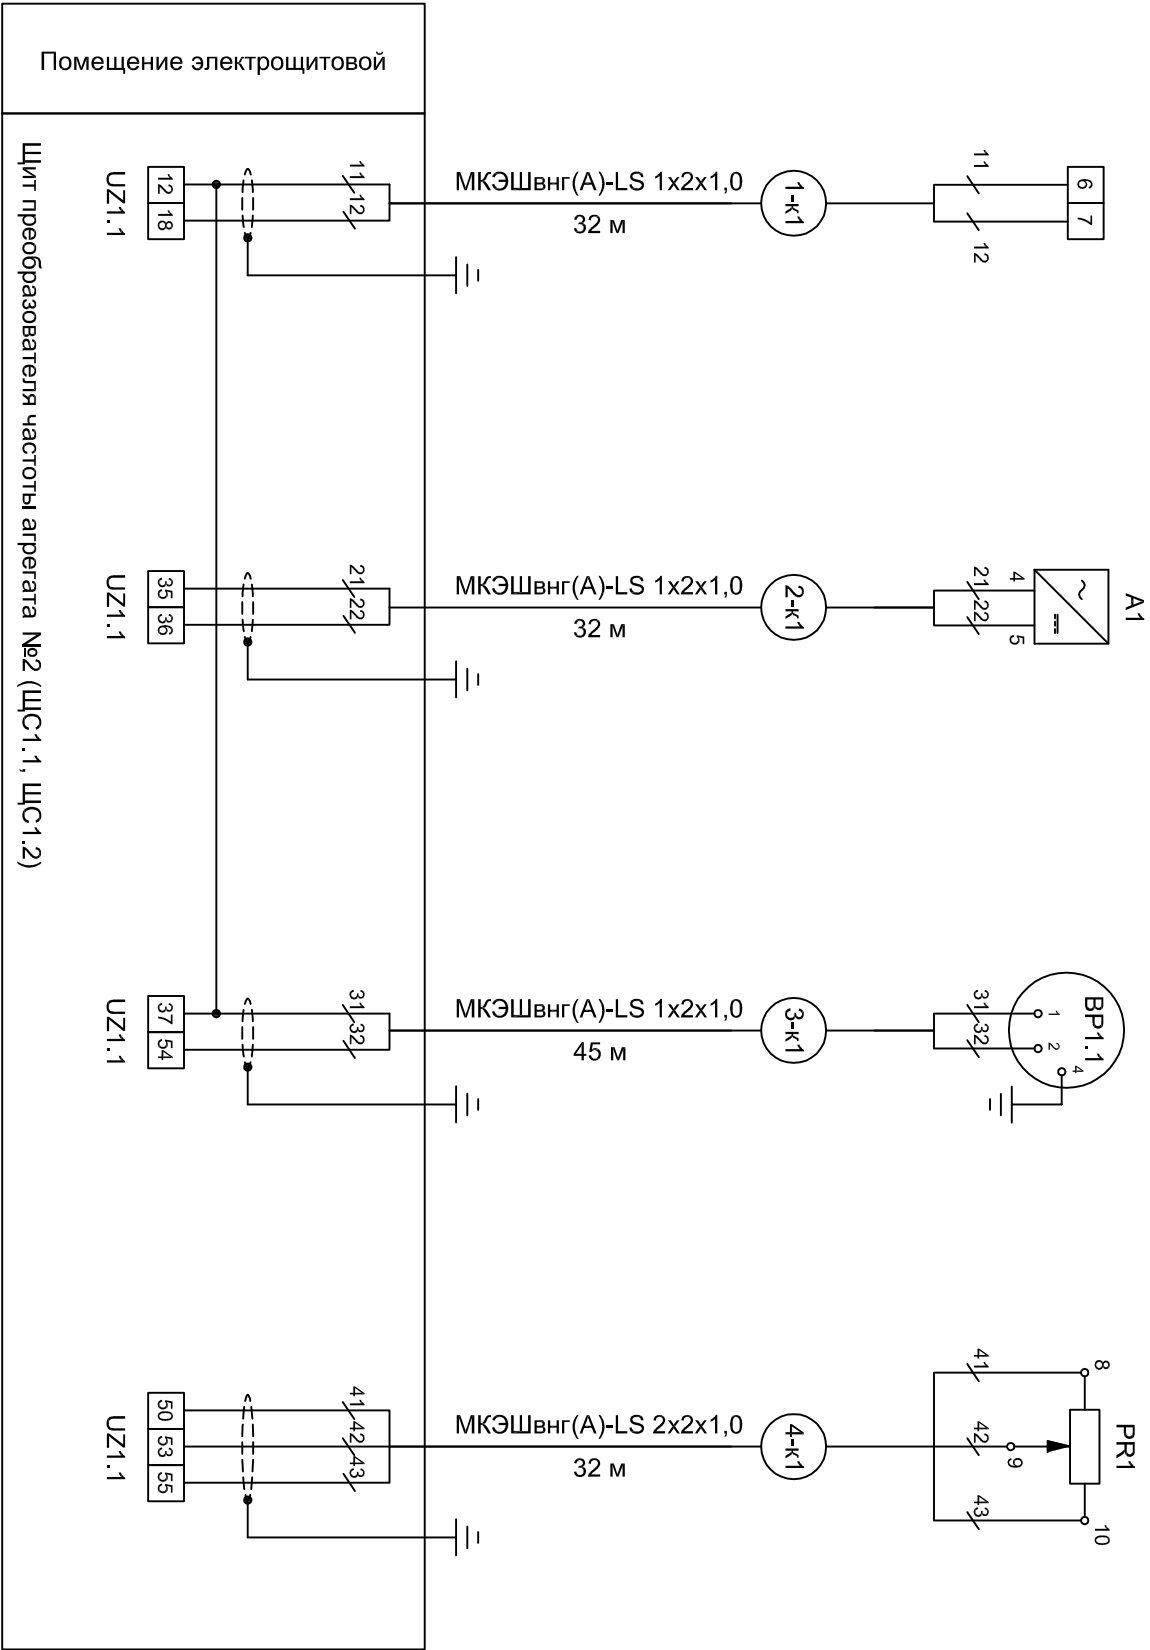 Помещение электрощитовой
Щит преобразователя частоты агрегата №2 (ЩС1.1, ЩС1.2)
UZ1.1
12
18
11
12
МКЭШвнг(А)-LS 1x2x1,0
32 м
1-к1
11
12
6
7
UZ1.1
35
36
21
22
МКЭШвнг(А)-LS 1x2x1,0
32 м
2-к1
21
22
4
5
A1
UZ1.1
37
54
31
32
МКЭШвнг(А)-LS 1x2x1,0
45 м
3-к1
31
32
1
2
4
BP1.1
UZ1.1
50
53
55
41
42
43
МКЭШвнг(А)-LS 2x2x1,0
32 м
4-к1
41
42
43
8
9
10
PR1